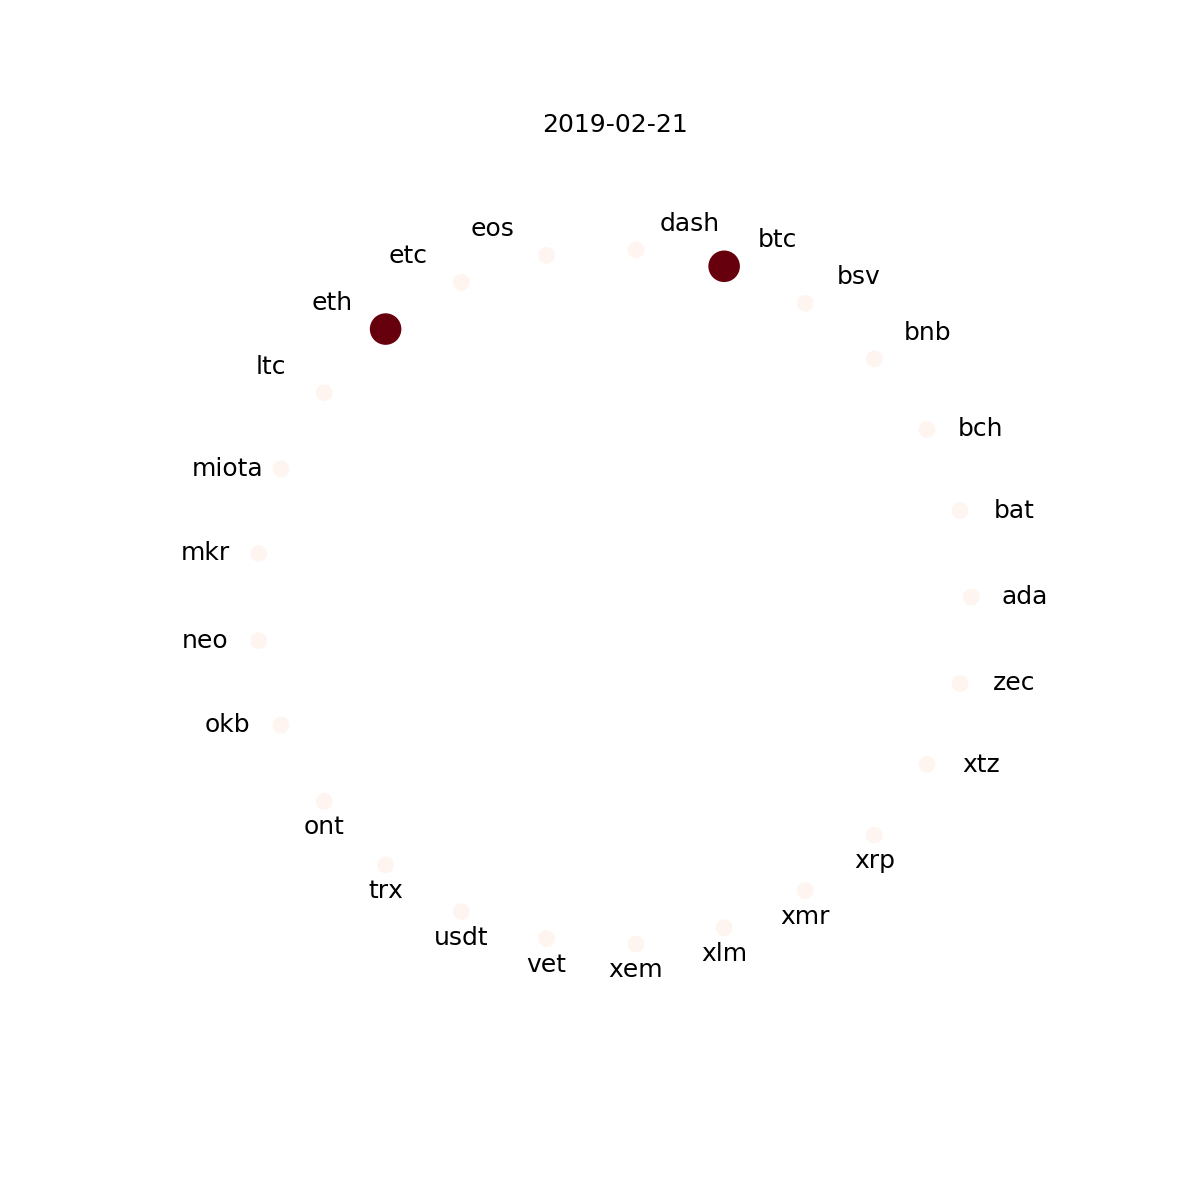 2019-02-21
dash
eos
btc
etc
bsv
eth
bnb
ltc
bch
miota
bat
mkr
ada
neo
zec
okb
xtz
ont
xrp
trx
xmr
usdt
xlm
vet
xem